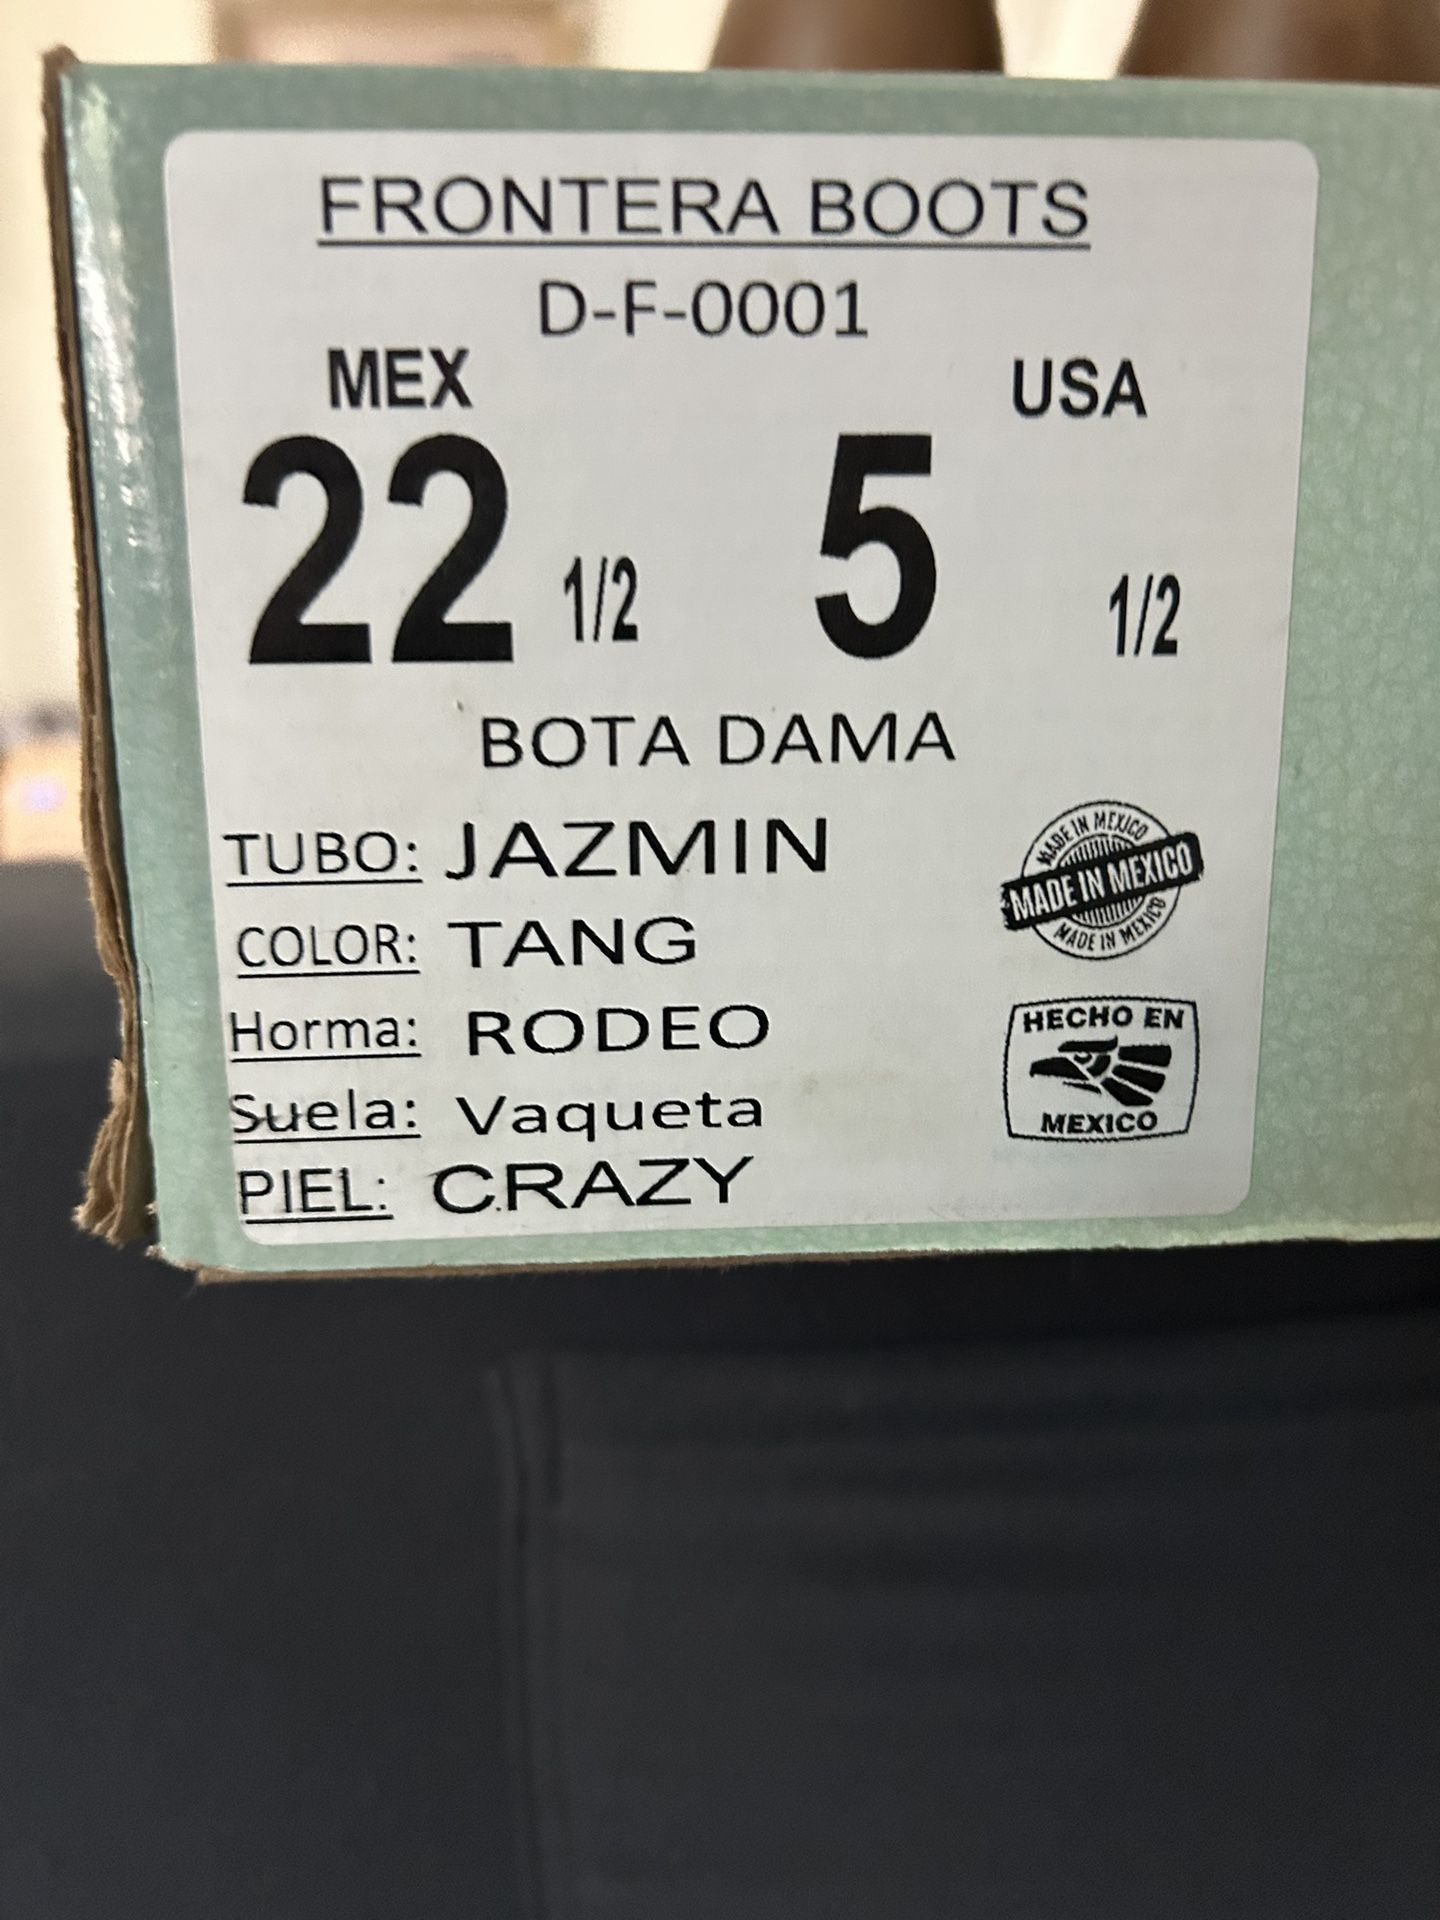 FRONTERA BOOTS
D-F-0001
MEX USA
22 1/2 5 1/2
BOTA DAMA
TUBO: JAZMIN
COLOR: TANG
Horma: RODEO
Suela: Vaqueta
PIEL: CRAZY
MADE IN MEXICO
MADE IN MEXICO
MADE IN MEXICO
HECHO EN
MEXICO